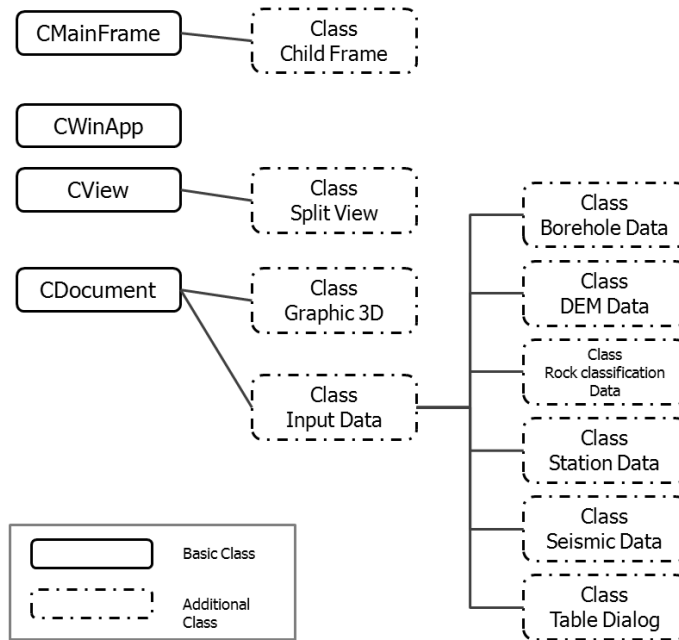 CMainFrame
Class
Child Frame
CWinApp
CView
Class
Split View
Class
Borehole Data
CDocument
Class
Graphic 3D
Class
DEM Data
Class
Rock classification
Data
Class
Input Data
Class
Station Data
Class
Seismic Data
Class
Table Dialog
Basic Class
Additional
Class